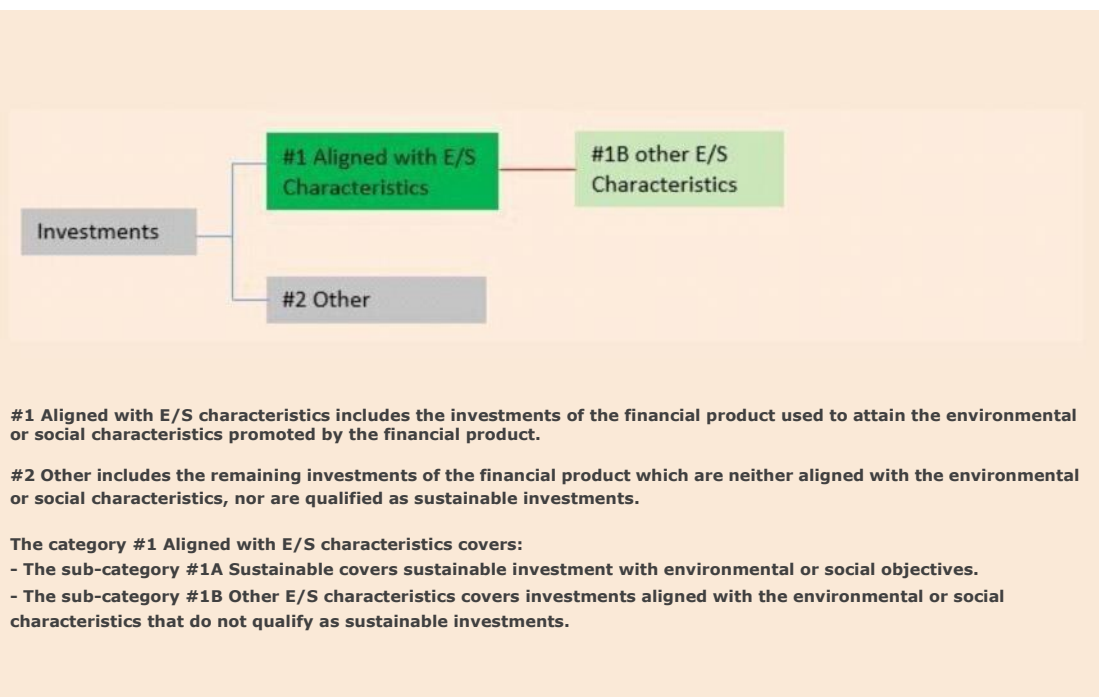 #1 Aligned with E/S
Characteristics
#1B other E/S
Characteristics
Investments
#2 Other
#1 Aligned with E/S characteristics includes the investments of the financial product used to attain the environmental
or social characteristics promoted by the financial product.
#2 Other includes the remaining investments of the financial product which are neither aligned with the environmental
or social characteristics, nor are qualified as sustainable investments.
The category #1 Aligned with E/S characteristics covers:
- The sub-category #1A Sustainable covers sustainable investment with environmental or social objectives.
- The sub-category #1B Other E/S characteristics covers investments aligned with the environmental or social
characteristics that do not qualify as sustainable investments.